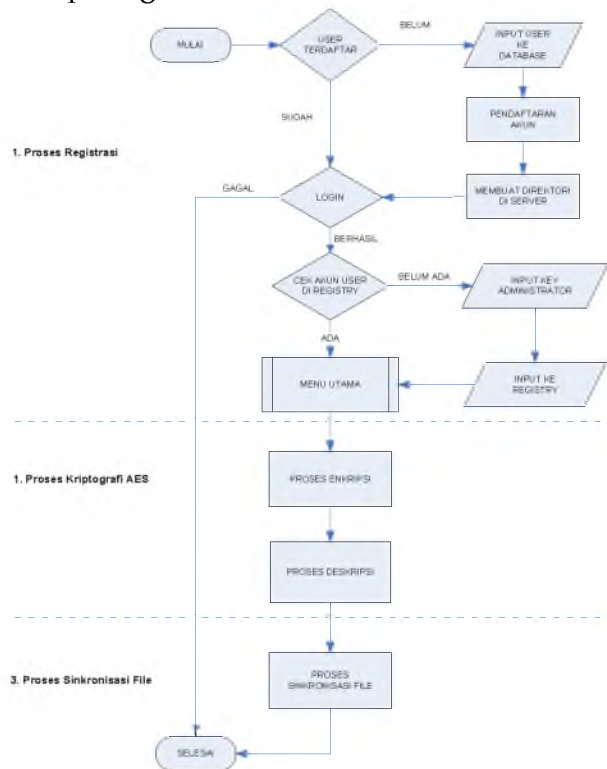 MULAI
USER
TERDAFTAR
BELUM
INPUT USER
KE
DATABASE
PENDAFTARAN
AKUN
SUDAH
1. Proses Registrasi
MEMBUAT DIREKTORI
DI SERVER
GAGAL
LOGIN
BERHASIL
CEK AKUN USER
DI REGISTRY
BELUM ADA
INPUT KEY
ADMINISTRATOR
ADA
MENU UTAMA
INPUT KE
REGISTRY
1. Proses Kriptografi AES
PROSES ENKRIPSI
PROSES DESKRIPSI
3. Proses Sinkronisasi File
PROSES
SINKRONISASI FILE
SELESAI